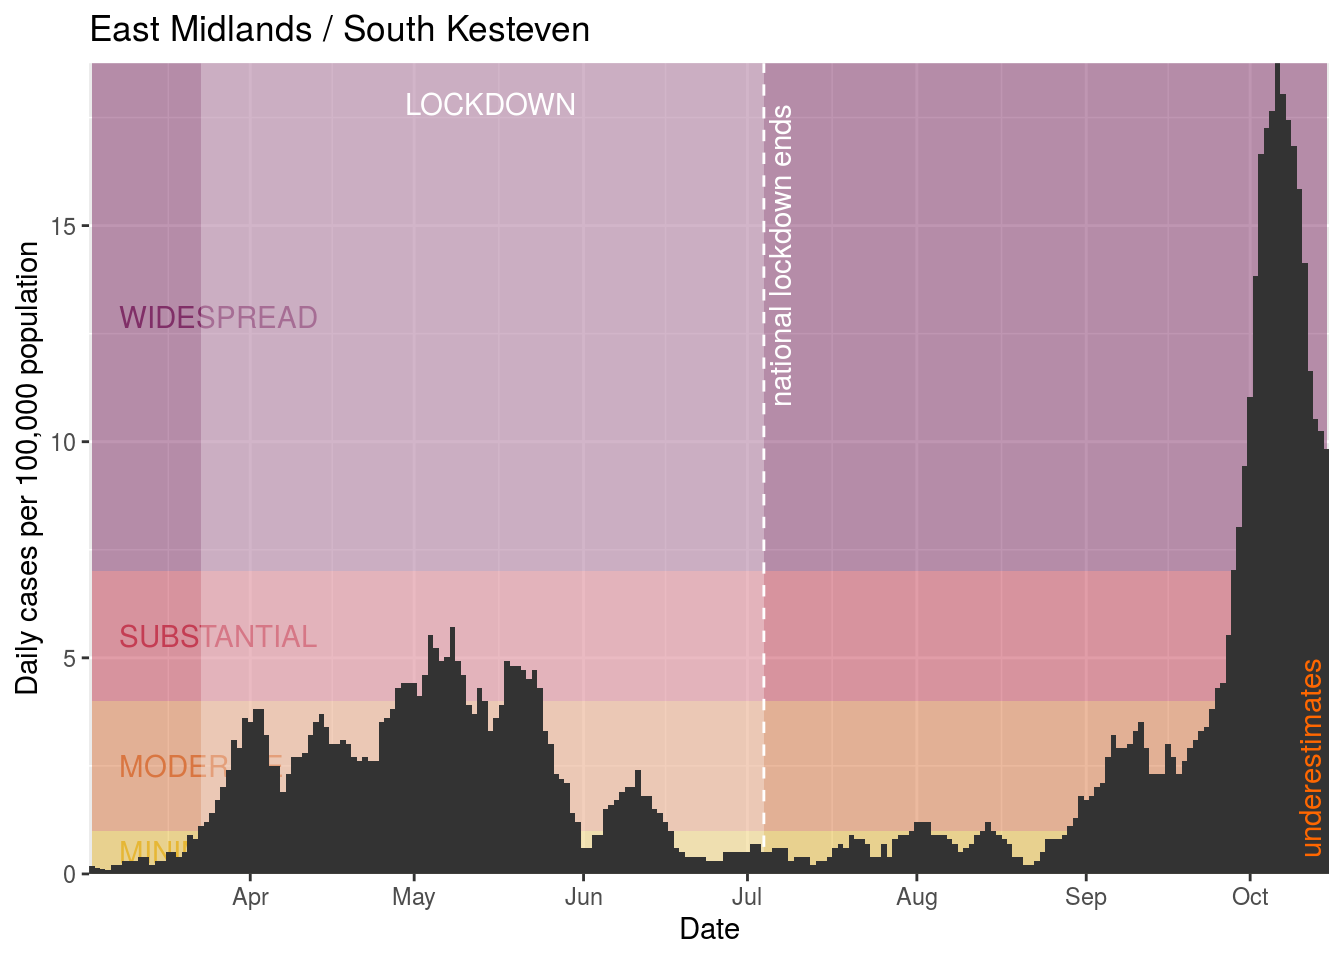 East Midlands / South Kesteven
Daily cases per 100,000 population
15
10
5
0
LOCKDOWN
national lockdown ends
WIDESPREAD
SUBSTANTIAL
underestimates
Apr
May
Jun
Jul
Aug
Sep
Oct
Date